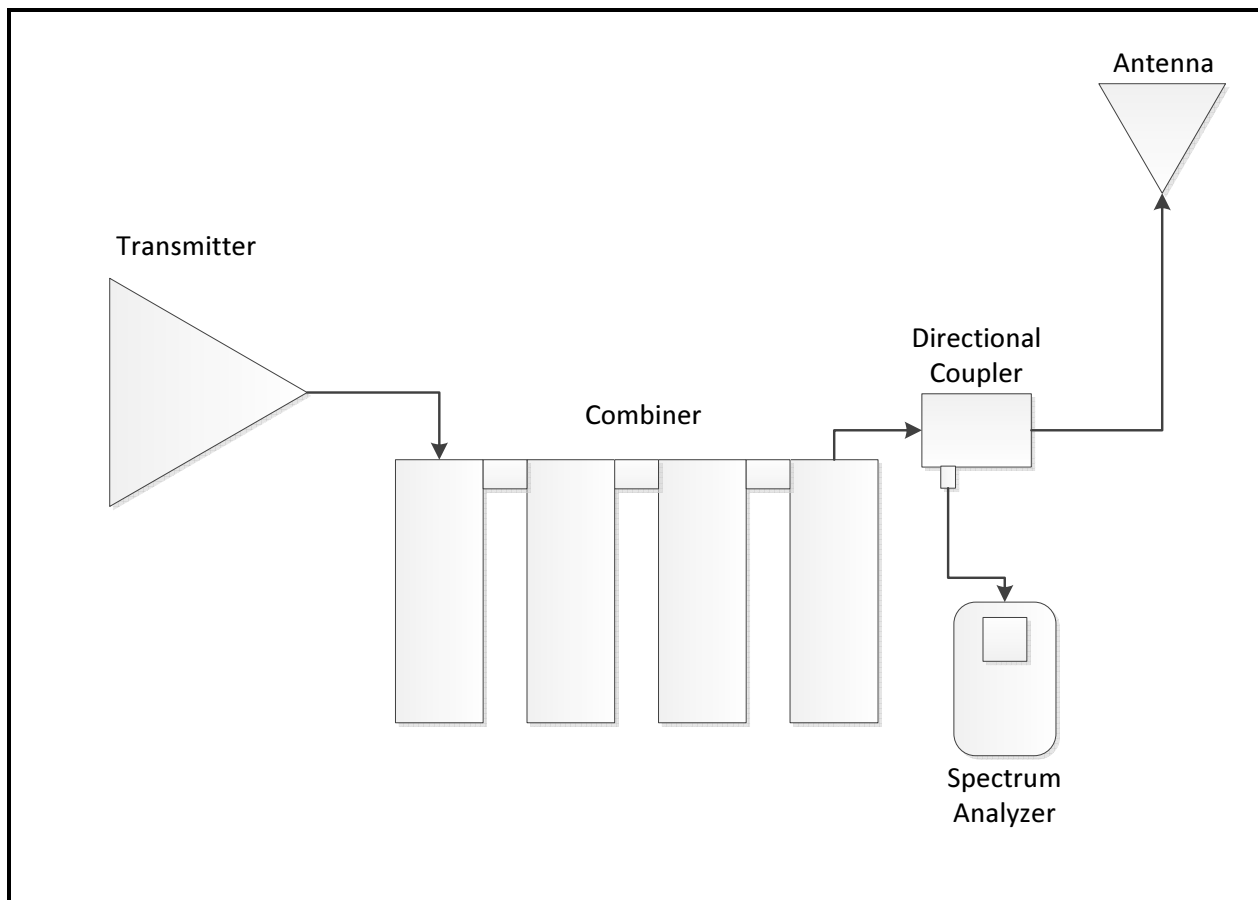 Antenna
Transmitter
Directional
Coupler
Combiner
Spectrum
Analyzer